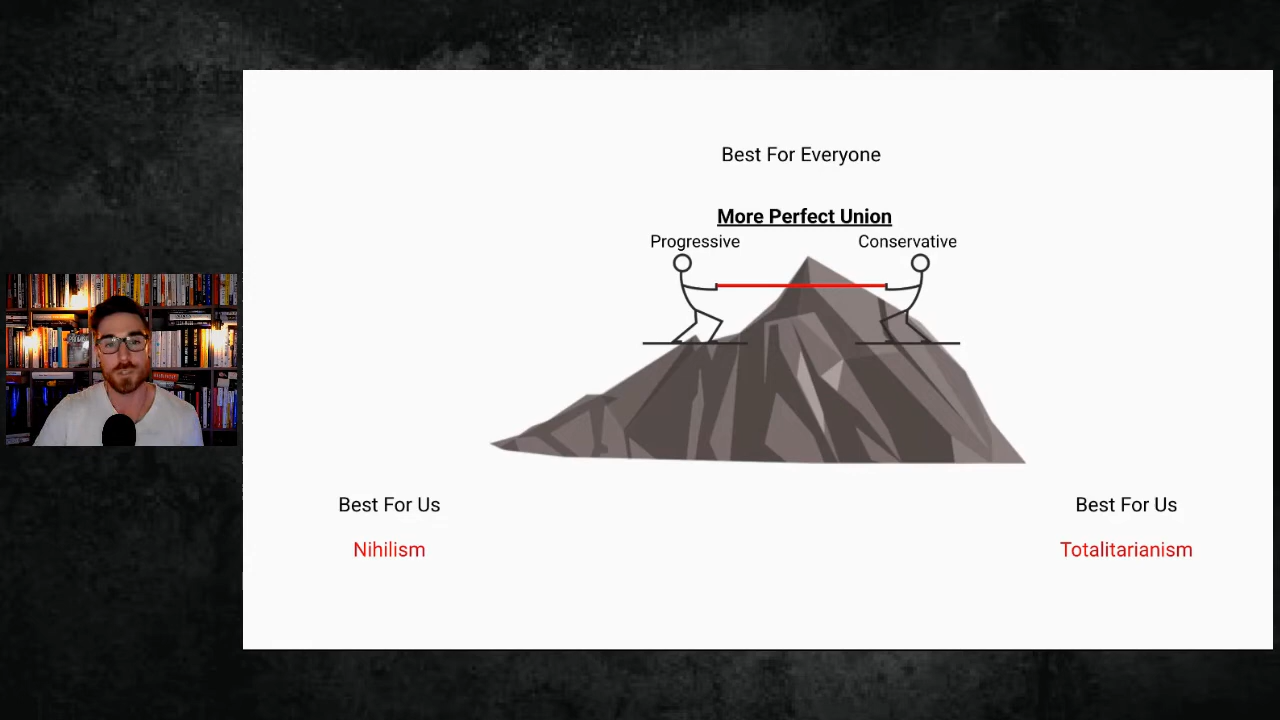 Best For Everyone
More Perfect Union
Progressive
Conservative
Best For Us
Best For Us
Nihilism
Totalitarianism